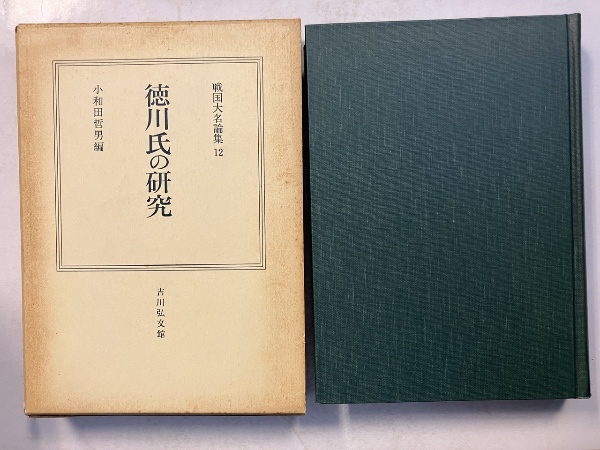 戦国大名論集 12
徳川氏の研究
小和田哲男編
吉川弘文館